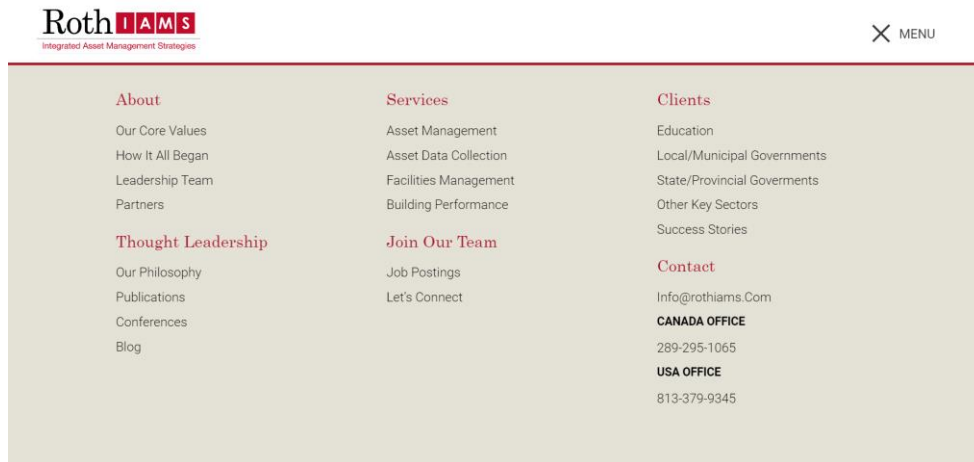 Roth IAMS
Integrated Asset Management Strategies
MENU
About
Our Core Values
How It All Began
Leadership Team
Partners
Thought Leadership
Our Philosophy
Publications
Conferences
Blog
Services
Asset Management
Asset Data Collection
Facilities Management
Building Performance
Join Our Team
Job Postings
Let's Connect
Clients
Education
Local/Municipal Governments
State/Provincial Goverments
Other Key Sectors
Success Stories
Contact
Info@rothiams.Com
CANADA OFFICE
289-295-1065
USA OFFICE
813-379-9345